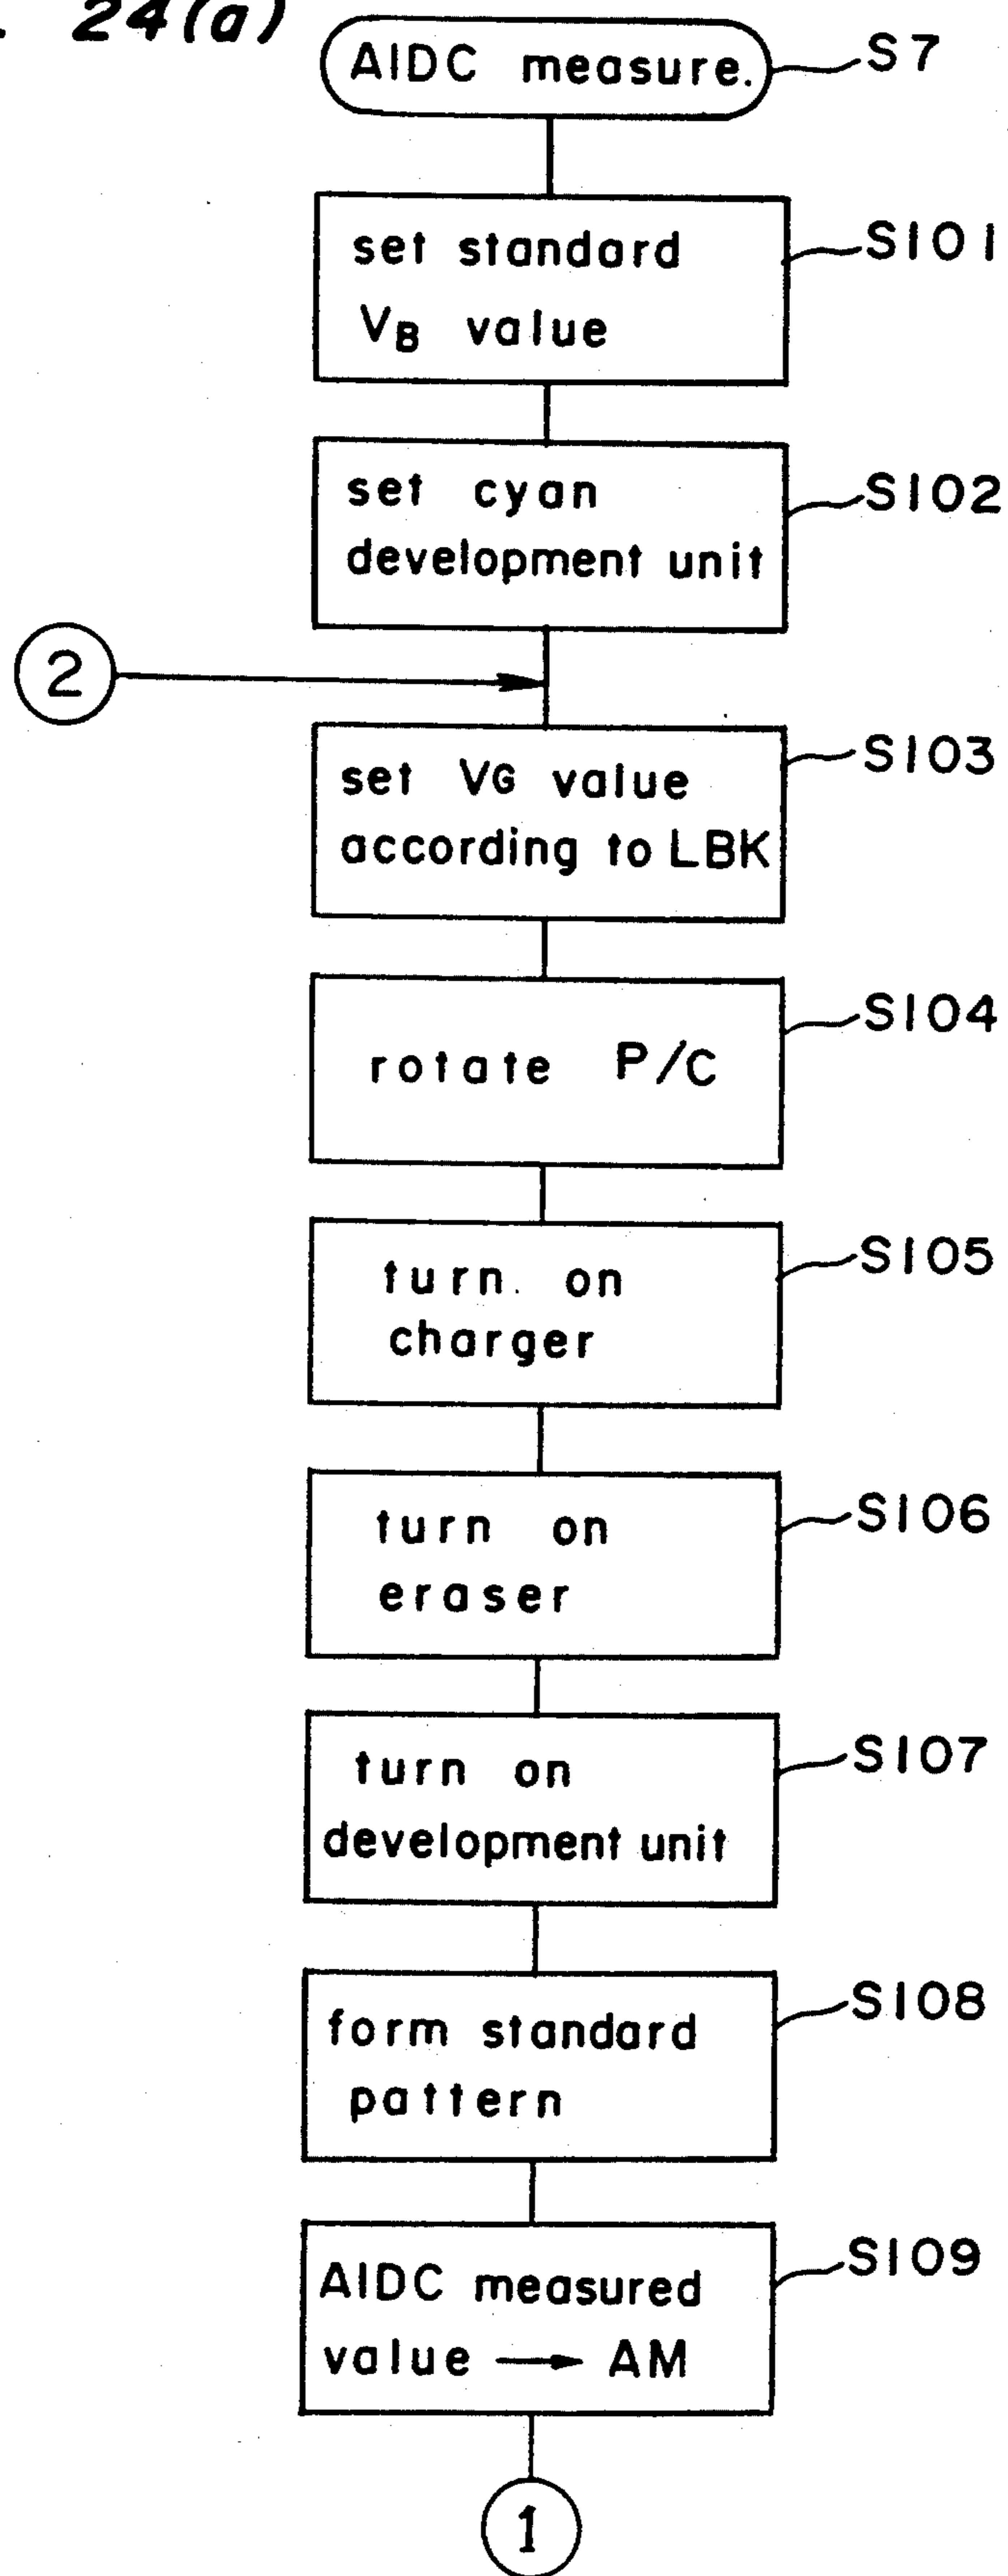 . 24(a)
AIDC measure.
S7
set standard
VB value
S101
set cyan
development unit
S102
2
set VG value
according to LBK
S103
rotate P/C
S104
turn on
charger
S105
turn on
eraser
S106
turn on
development unit
S107
form standard
pattern
S108
AIDC measured
value → AM
S109
1